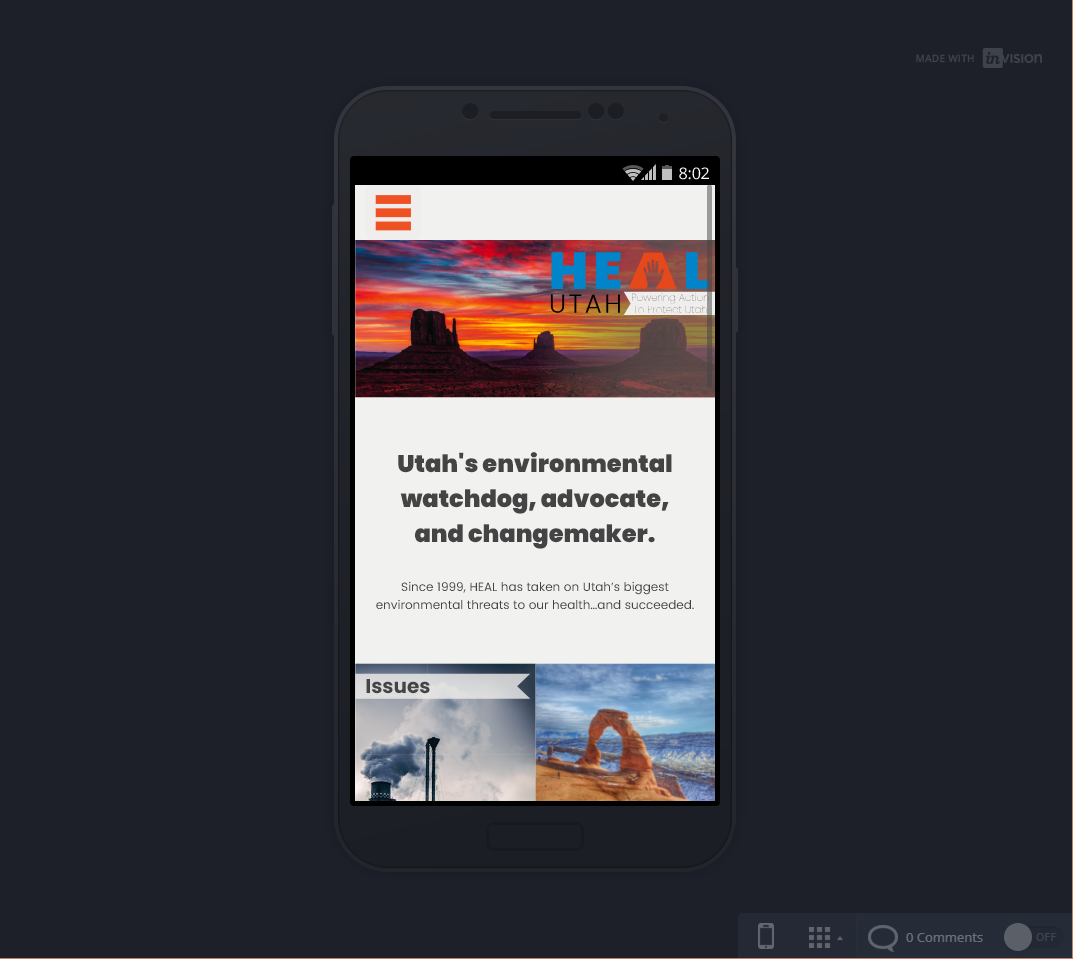 MADE WITH inVISION
8:02
HEAL
UTAH
Powering Action
To Protect Utah
Utah's environmental
watchdog, advocate,
and changemaker.
Since 1999, HEAL has taken on Utah's biggest
environmental threats to our health...and succeeded.
Issues
0 Comments
OFF